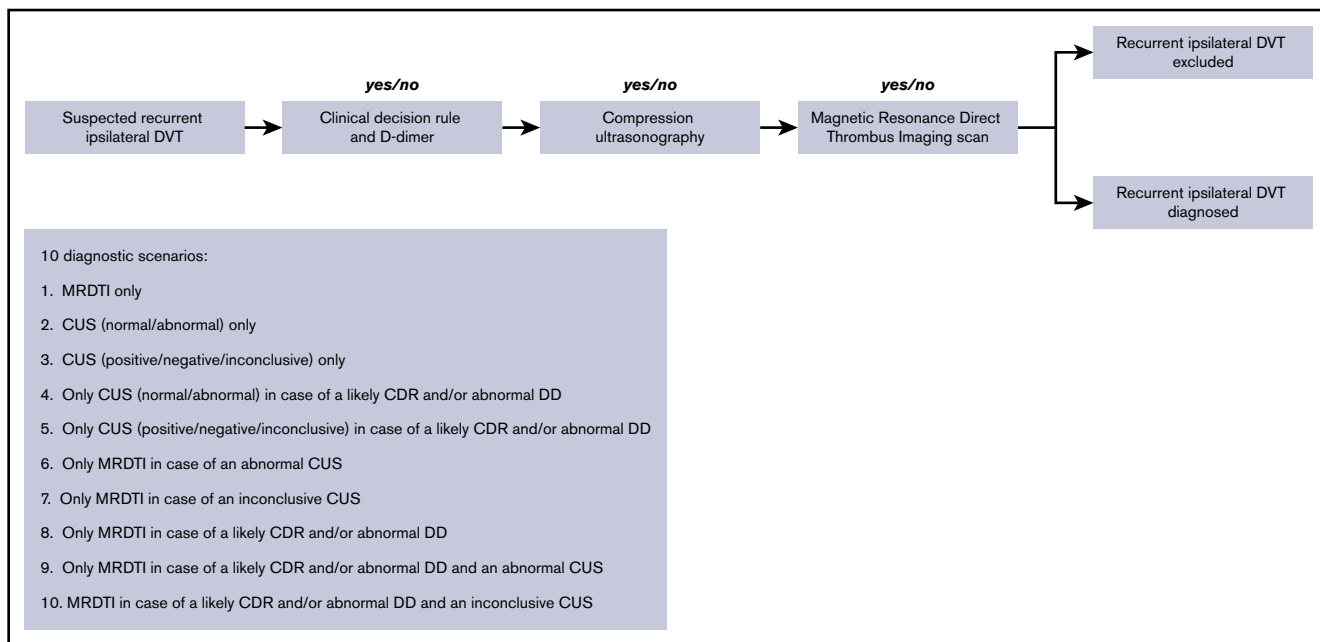 Recurrent ipsilateral DVT
excluded
yes/no
yes/no
yes/no
Suspected recurrent
ipsilateral DVT
Clinical decision rule
and D-dimer
Compression
ultrasonography
Magnetic Resonance Direct
Thrombus Imaging scan
Recurrent ipsilateral DVT
diagnosed
10 diagnostic scenarios:
1. MRDTI only
2. CUS (normal/abnormal) only
3. CUS (positive/negative/inconclusive) only
4. Only CUS (normal/abnormal) in case of a likely CDR and/or abnormal DD
5. Only CUS (positive/negative/inconclusive) in case of a likely CDR and/or abnormal DD
6. Only MRDTI in case of an abnormal CUS
7. Only MRDTI in case of an inconclusive CUS
8. Only MRDTI in case of a likely CDR and/or abnormal DD
9. Only MRDTI in case of a likely CDR and/or abnormal DD and an abnormal CUS
10. MRDTI in case of a likely CDR and/or abnormal DD and an inconclusive CUS